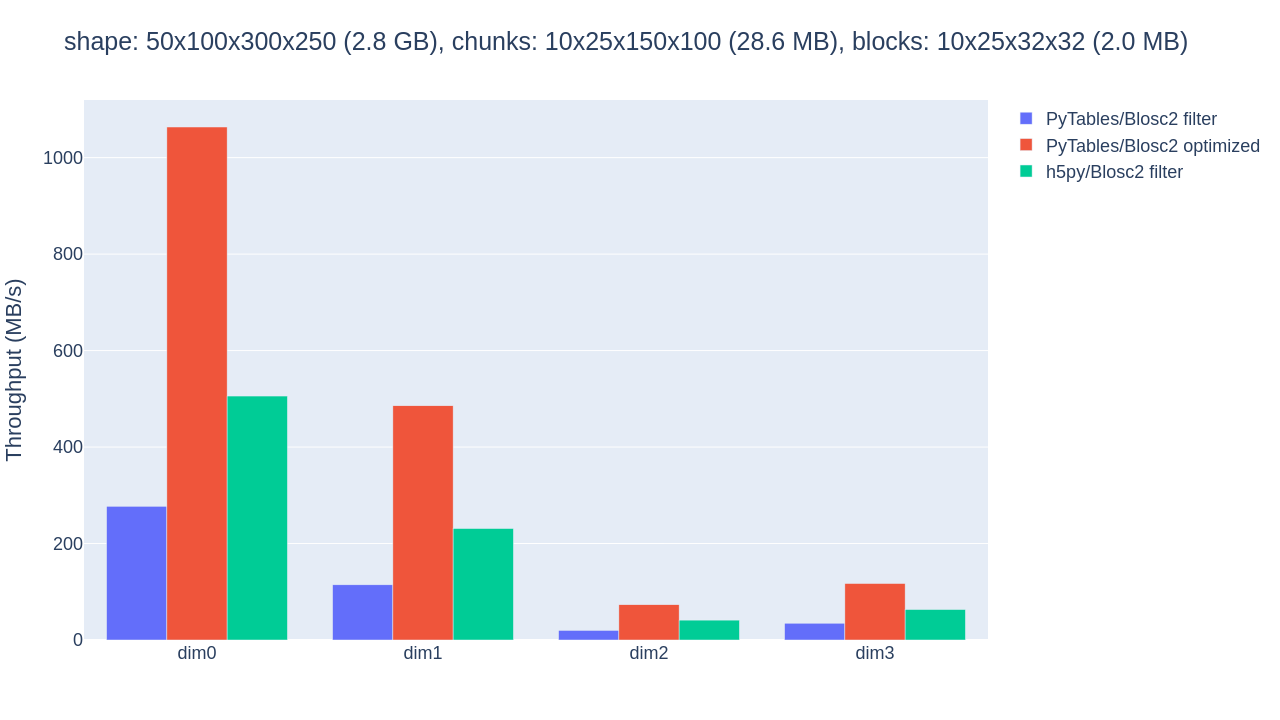 shape: 50x100x300x250 (2.8 GB), chunks: 10x25x150x100 (28.6 MB), blocks: 10x25x32x32 (2.0 MB)
PyTables/Blosc2 filter
PyTables/Blosc2 optimized
h5py/Blosc2 filter
Throughput (MB/s)
1000
800
600
400
200
0
dim0
dim1
dim2
dim3